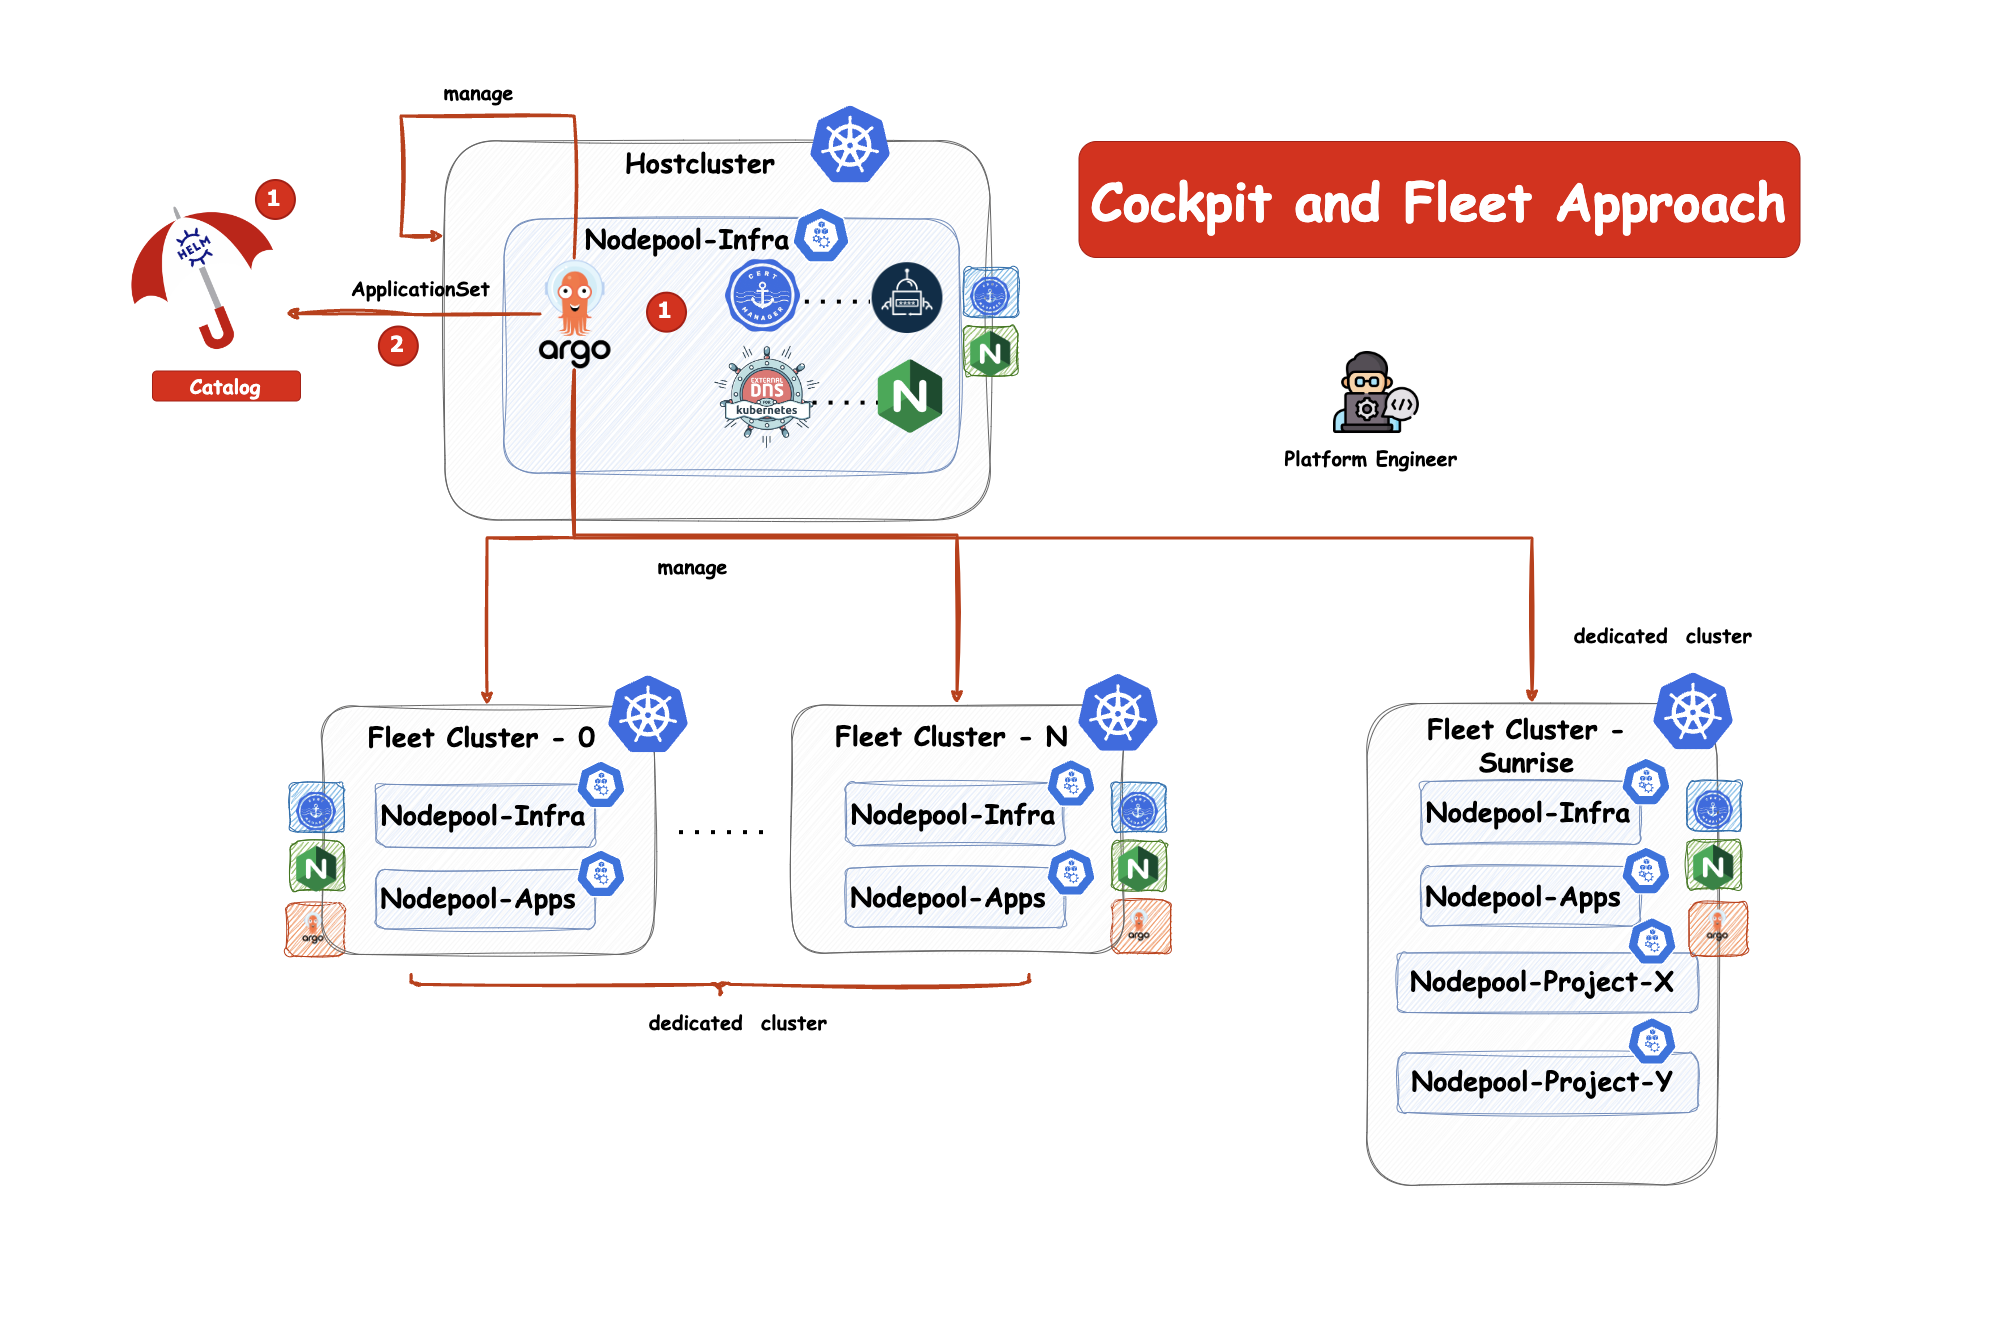 manage
Hostcluster
Cockpit and Fleet Approach
1
HELM
Nodepool-Infra
ApplicationSet
1
CERT
MANAGER
2
argo
Catalog
EXTERNAL
DNS
FOR
kubernetes
N
N
Platform Engineer
manage
dedicated cluster
Fleet Cluster - 0
Nodepool-Infra
N
Nodepool-Apps
argo
......
Fleet Cluster - N
Nodepool-Infra
N
Nodepool-Apps
argo
Fleet Cluster -
Sunrise
Nodepool-Infra
N
Nodepool-Apps
argo
Nodepool-Project-X
Nodepool-Project-Y
dedicated cluster